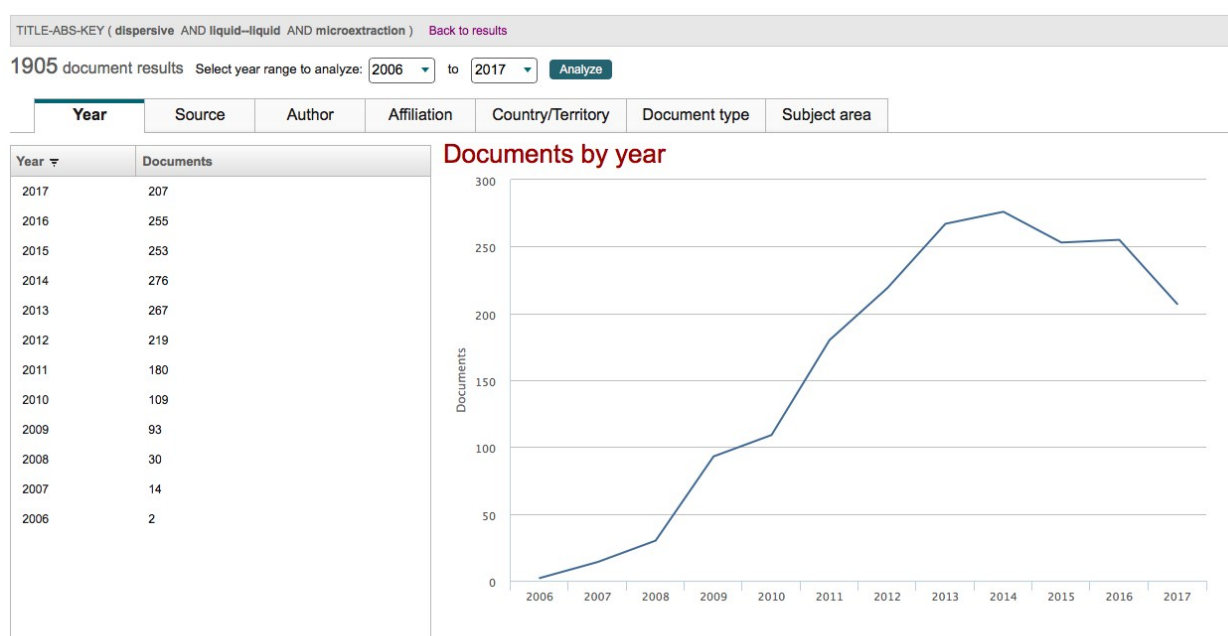 TITLE-ABS-KEY ( dispersive AND liquid--liquid AND microextraction ) Back to results
1905 document results Select year range to analyze: 2006 to 2017 Analyze
Year Source Author Affiliation Country/Territory Document type Subject area
Year Documents
2017 207
2016 255
2015 253
2014 276
2013 267
2012 219
2011 180
2010 109
2009 93
2008 30
2007 14
2006 2
Documents by year
Documents
300
250
200
150
100
50
0
2006 2007 2008 2009 2010 2011 2012 2013 2014 2015 2016 2017